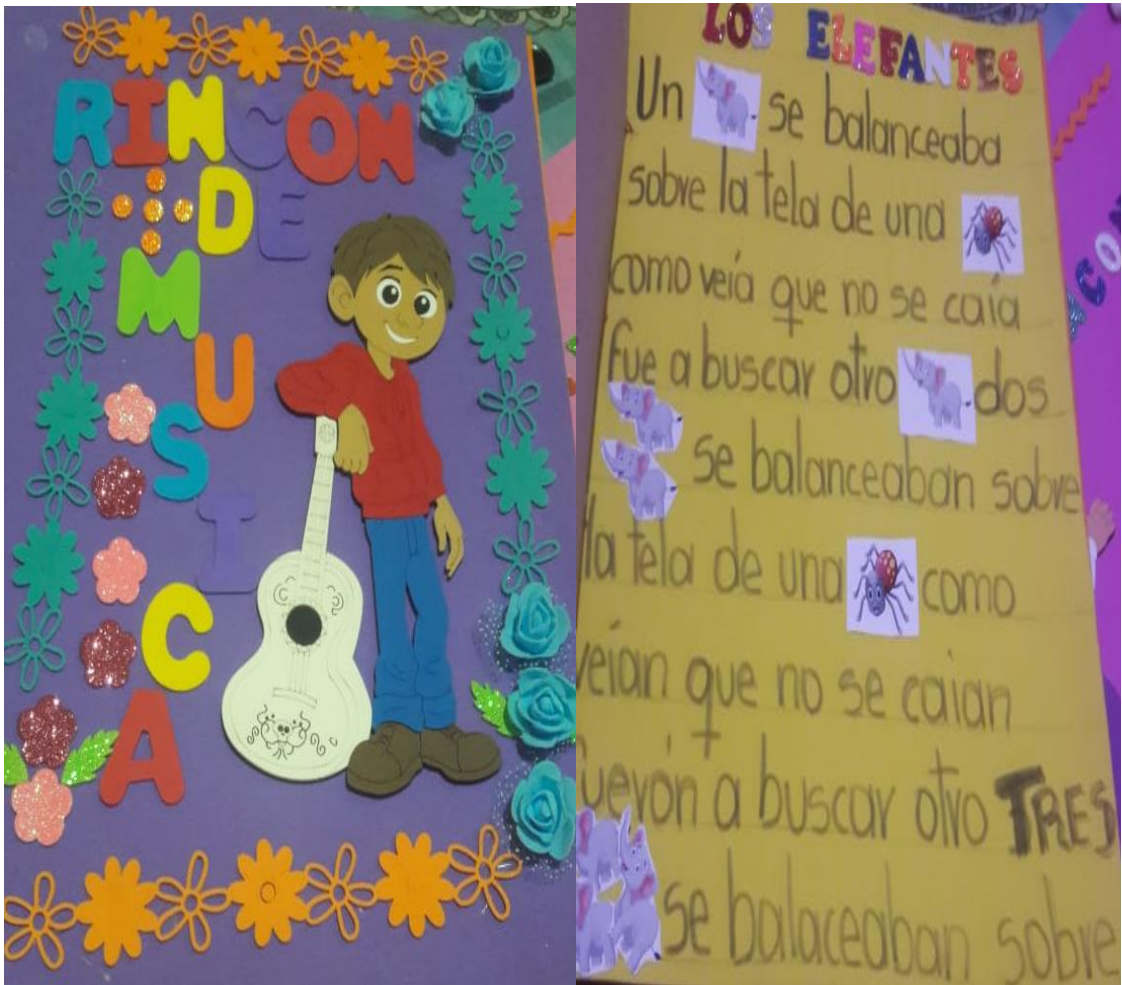 RINCON
DE
MUSICA
LOS ELEFANTES
Un se balanceaba
sobre la tela de una
como veía que no se caía
fue a buscar otro dos
se balanceaban sobre
la tela de una como
veían que no se caian
a buscar otro TRES
se balaceaban sobre